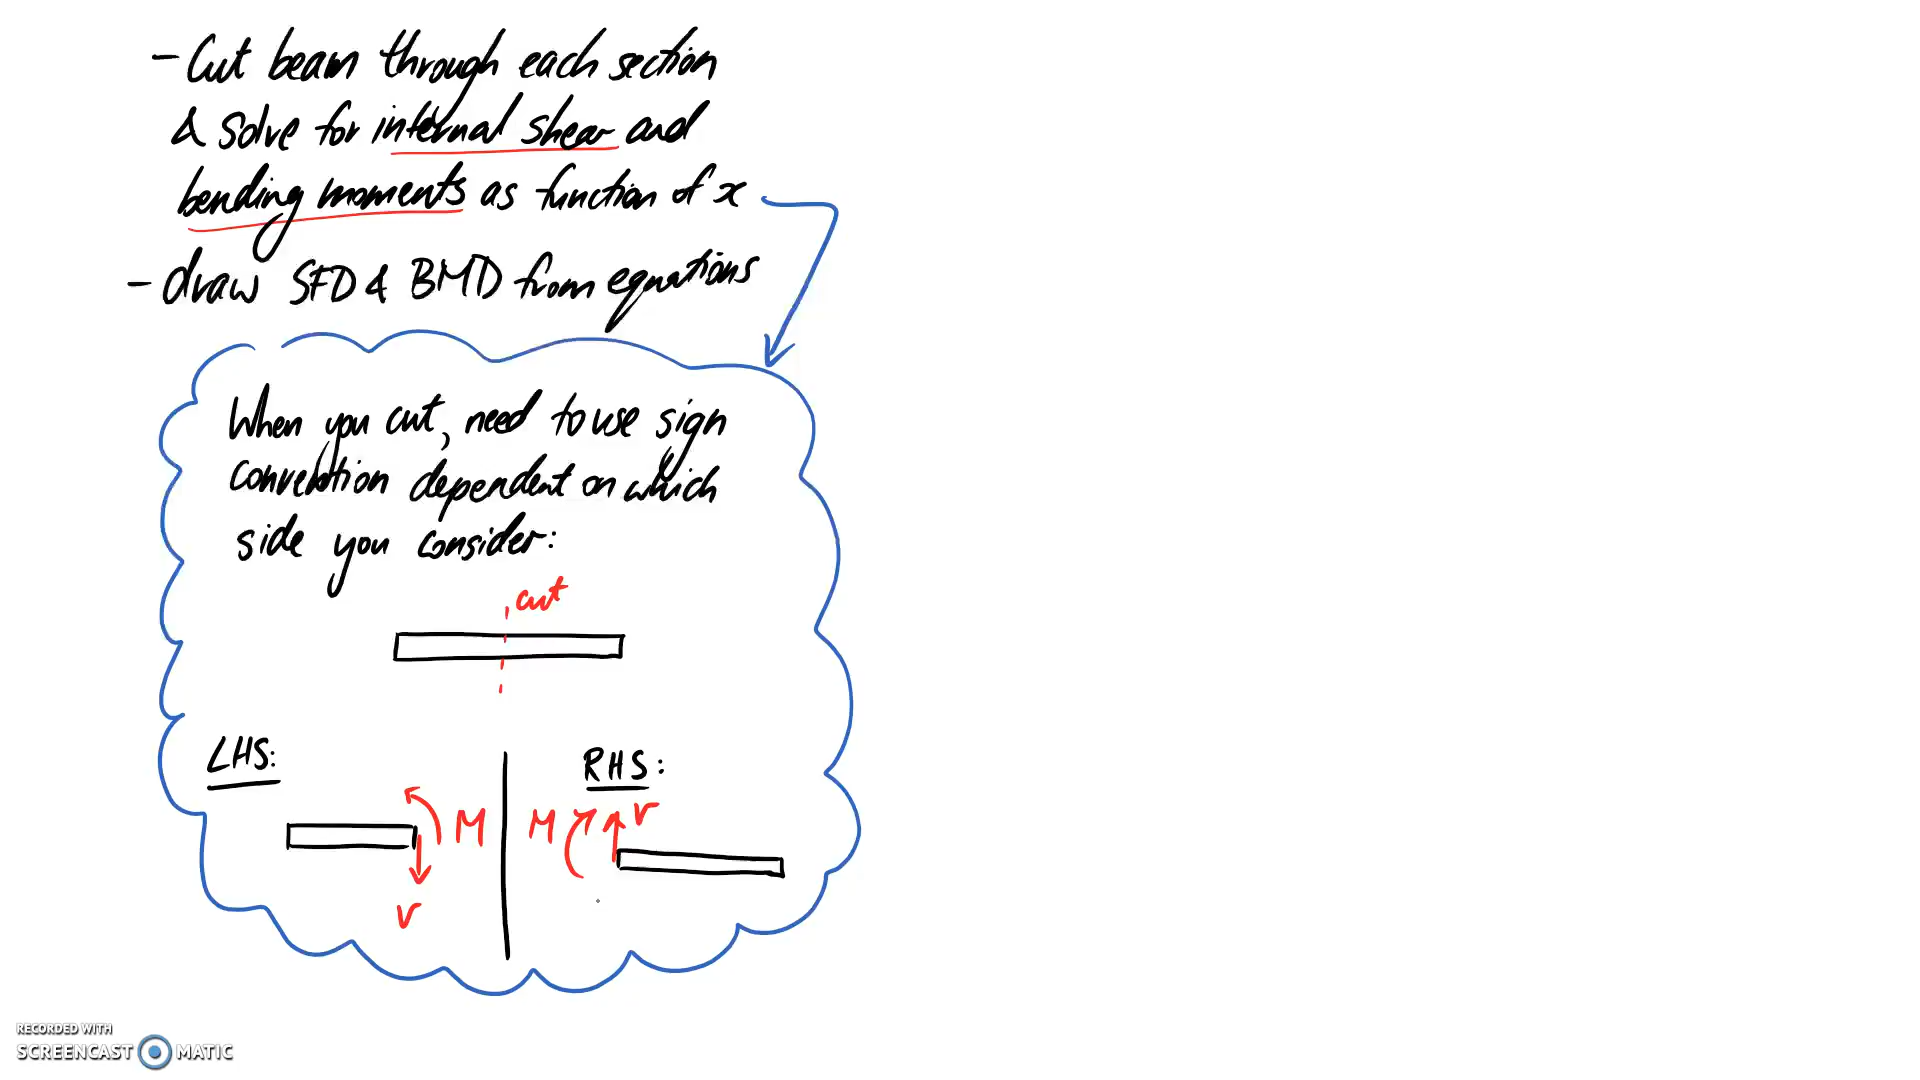 - Cut beam through each section
& solve for internal shear and
bending moments as function of x
- draw SFD & BMD from equations
When you cut, need to use sign
convention dependent on which
side you consider:
cut
LHS:
RHS:
M
V
M
V
RECORDED WITH
SCREENCAST MATIC